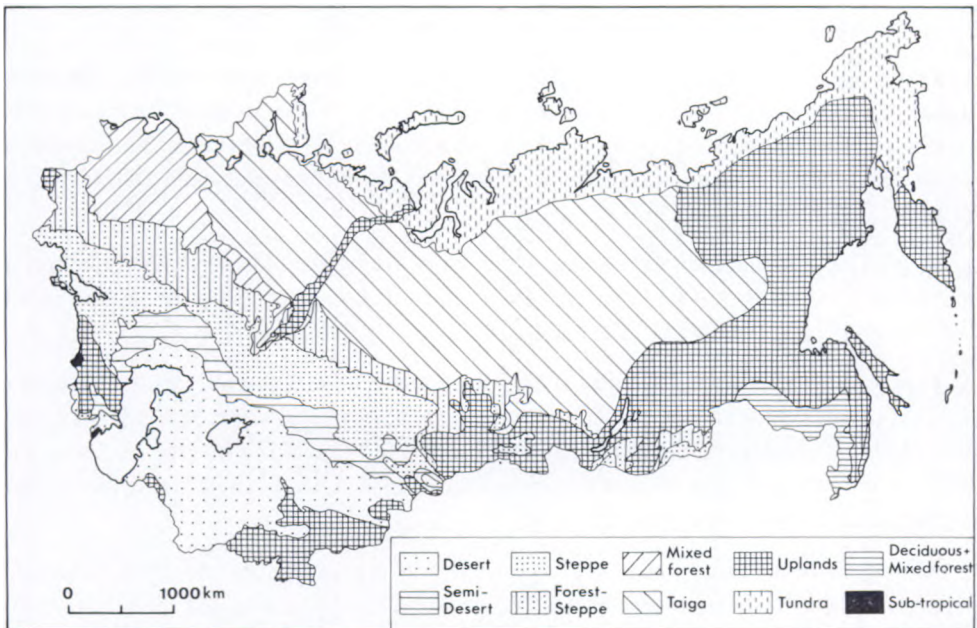 Desert
Steppe
Mixed
forest
Uplands
Deciduous+
Mixed forest
Semi-
Desert
Forest-
Steppe
Taiga
Tundra
Sub-tropical
0 1000 km